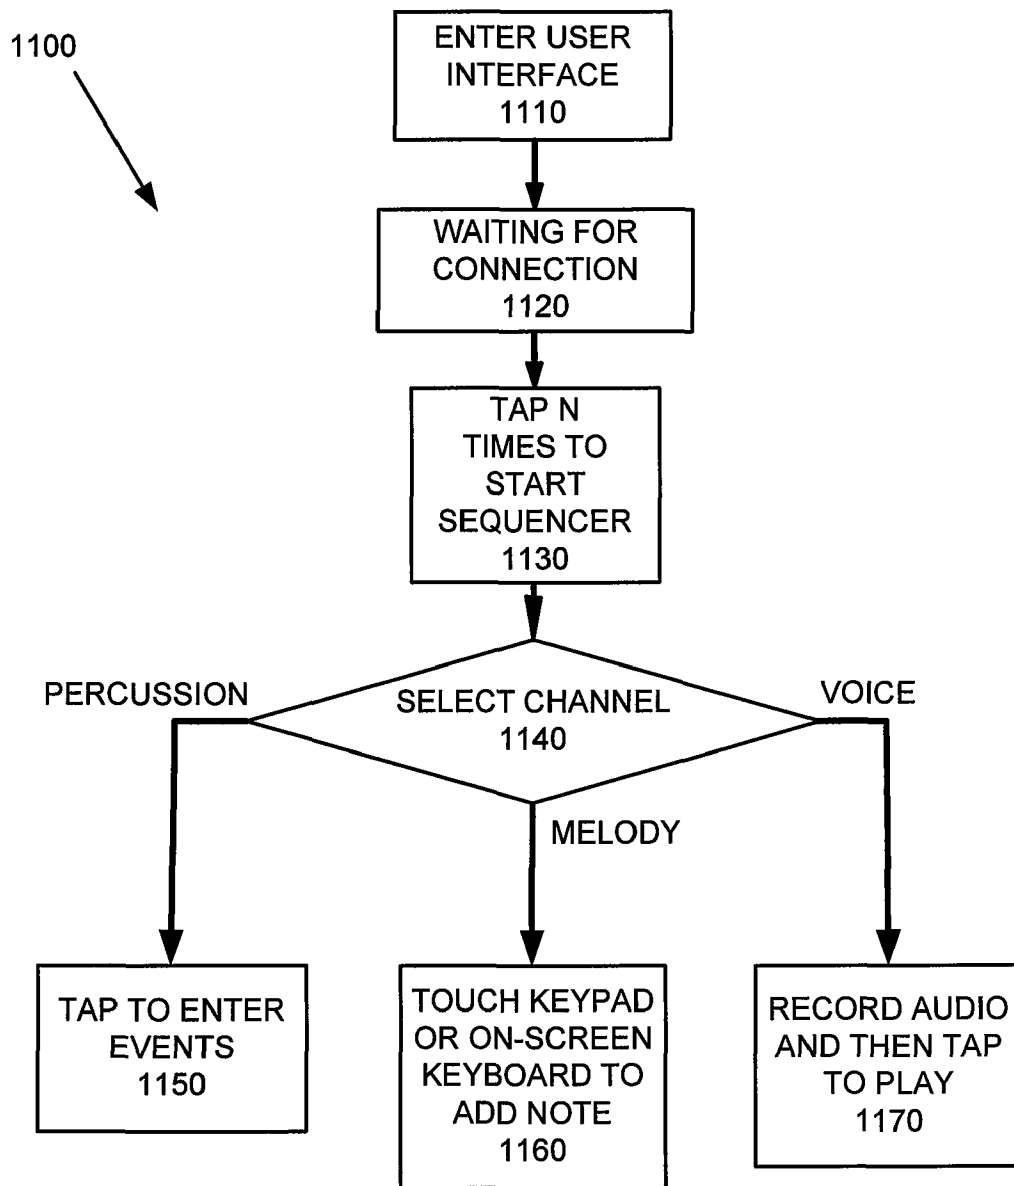 1100
ENTER USER
INTERFACE
1110
WAITING FOR
CONNECTION
1120
TAP N
TIMES TO
START
SEQUENCER
1130
PERCUSSION
SELECT CHANNEL
1140
VOICE
MELODY
TAP TO ENTER
EVENTS
1150
TOUCH KEYPAD
OR ON-SCREEN
KEYBOARD TO
ADD NOTE
1160
RECORD AUDIO
AND THEN TAP
TO PLAY
1170